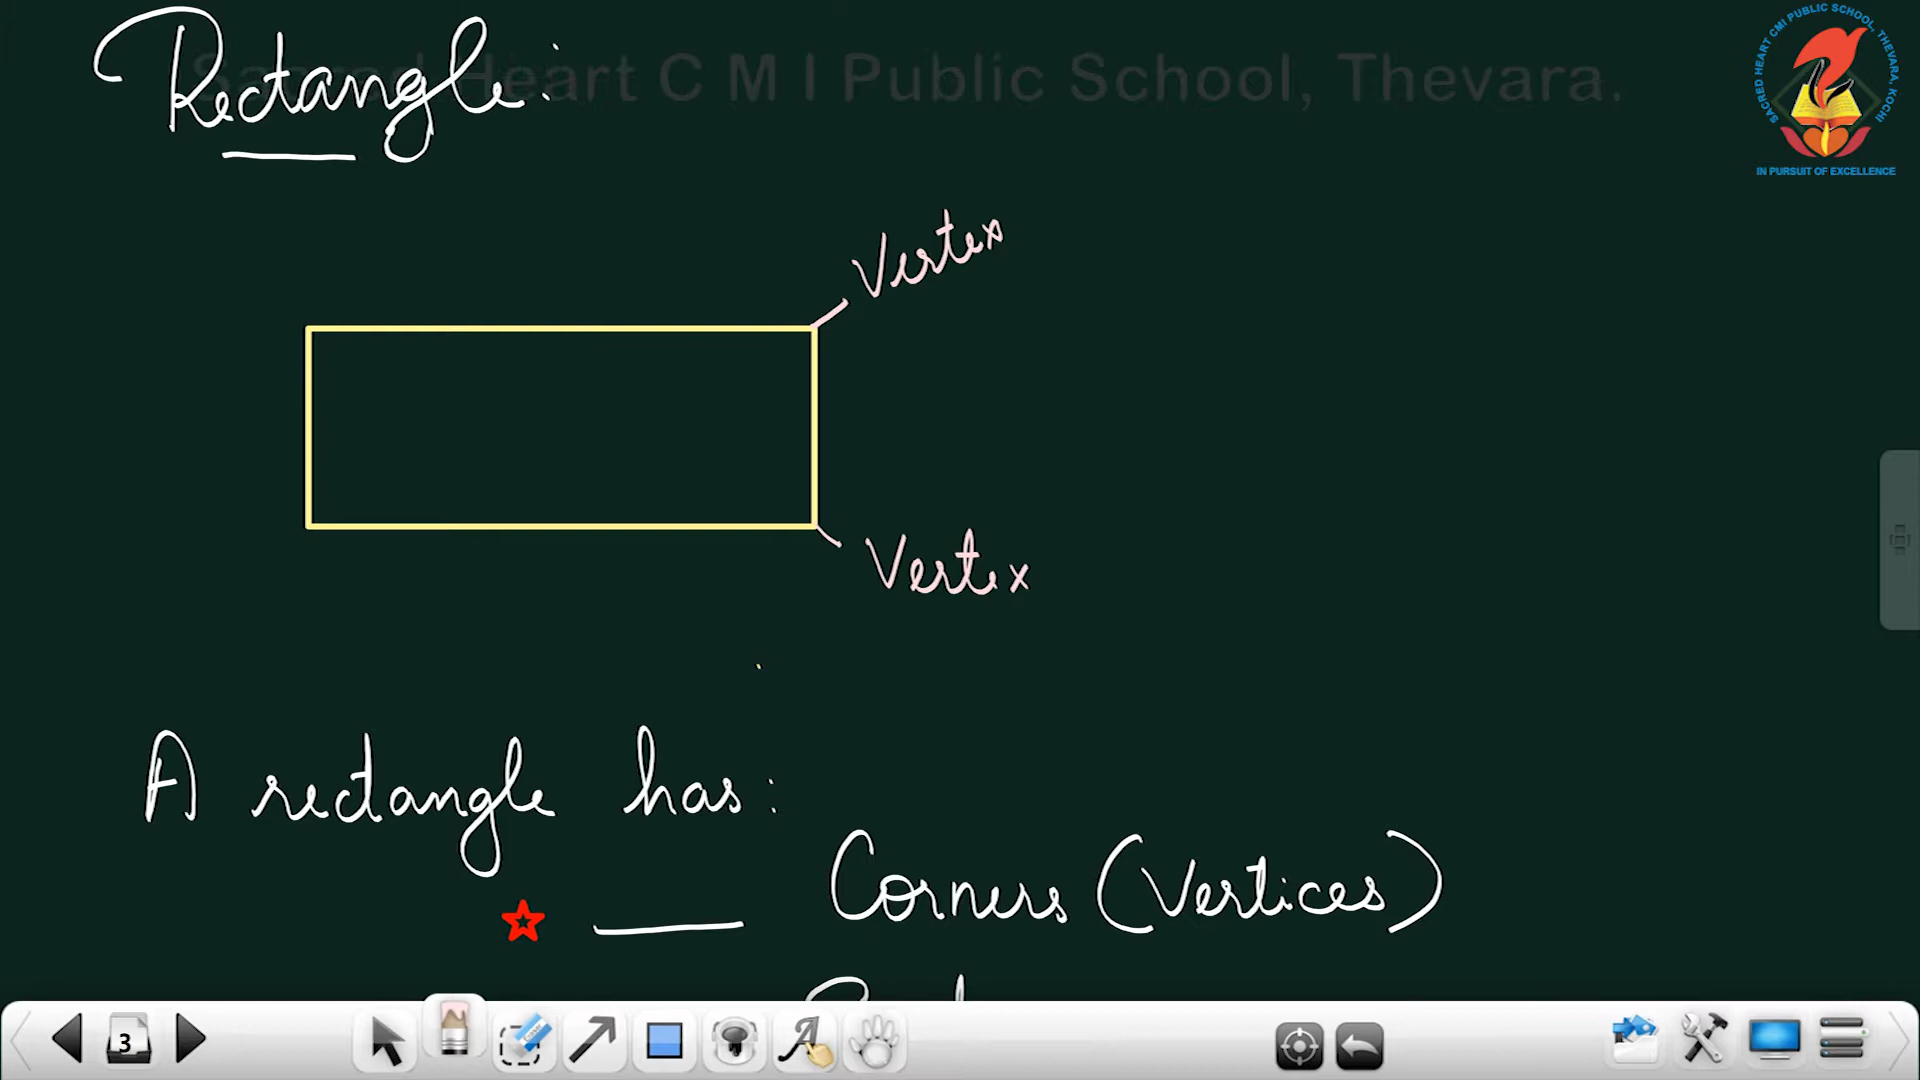 Rectangle:
Sacred Heart C M I Public School, Thevara.
SACRED HEART CMI PUBLIC SCHOOL, THEVARA, KOCHI
IN PURSUIT OF EXCELLENCE
Vertex
Vertex
A rectangle has:
Corners (Vertices)
3